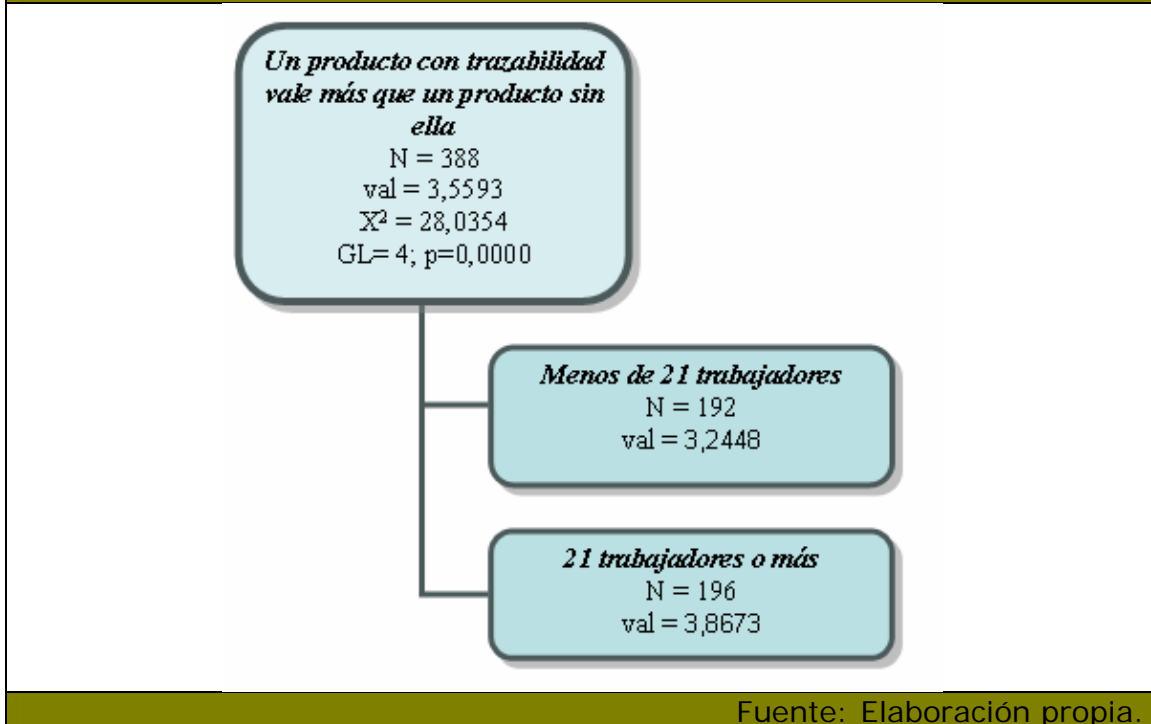 Un producto con trazabilidad
vale más que un producto sin
ella
N = 388
val = 3,5593
X² = 28,0354
GL= 4; p=0,0000
Menos de 21 trabajadores
N = 192
val = 3,2448
21 trabajadores o más
N = 196
val = 3,8673
Fuente: Elaboración propia.